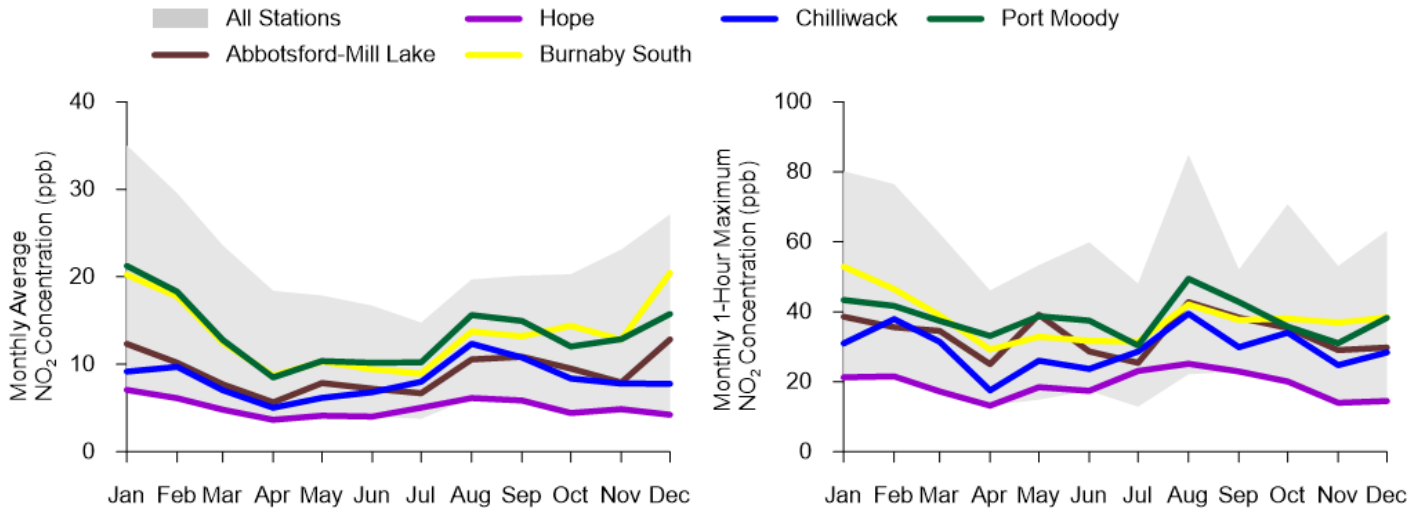 All Stations Hope Chilliwack Port Moody
Abbotsford-Mill Lake Burnaby South
Monthly Average
NO₂ Concentration (ppb)
40
30
20
10
0
Jan Feb Mar Apr May Jun Jul Aug Sep Oct Nov Dec
Monthly 1-Hour Maximum
NO₂ Concentration (ppb)
100
80
60
40
20
0
Jan Feb Mar Apr May Jun Jul Aug Sep Oct Nov Dec